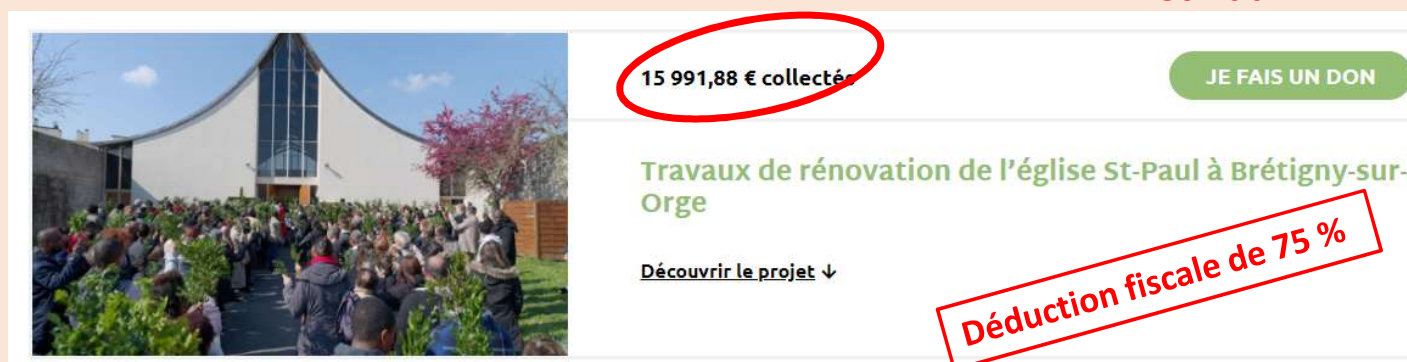 15 991,88 € collectés
JE FAIS UN DON
Travaux de rénovation de l'église St-Paul à Brétigny-sur-
Orge
Découvrir le projet ↓
Déduction fiscale de 75 %